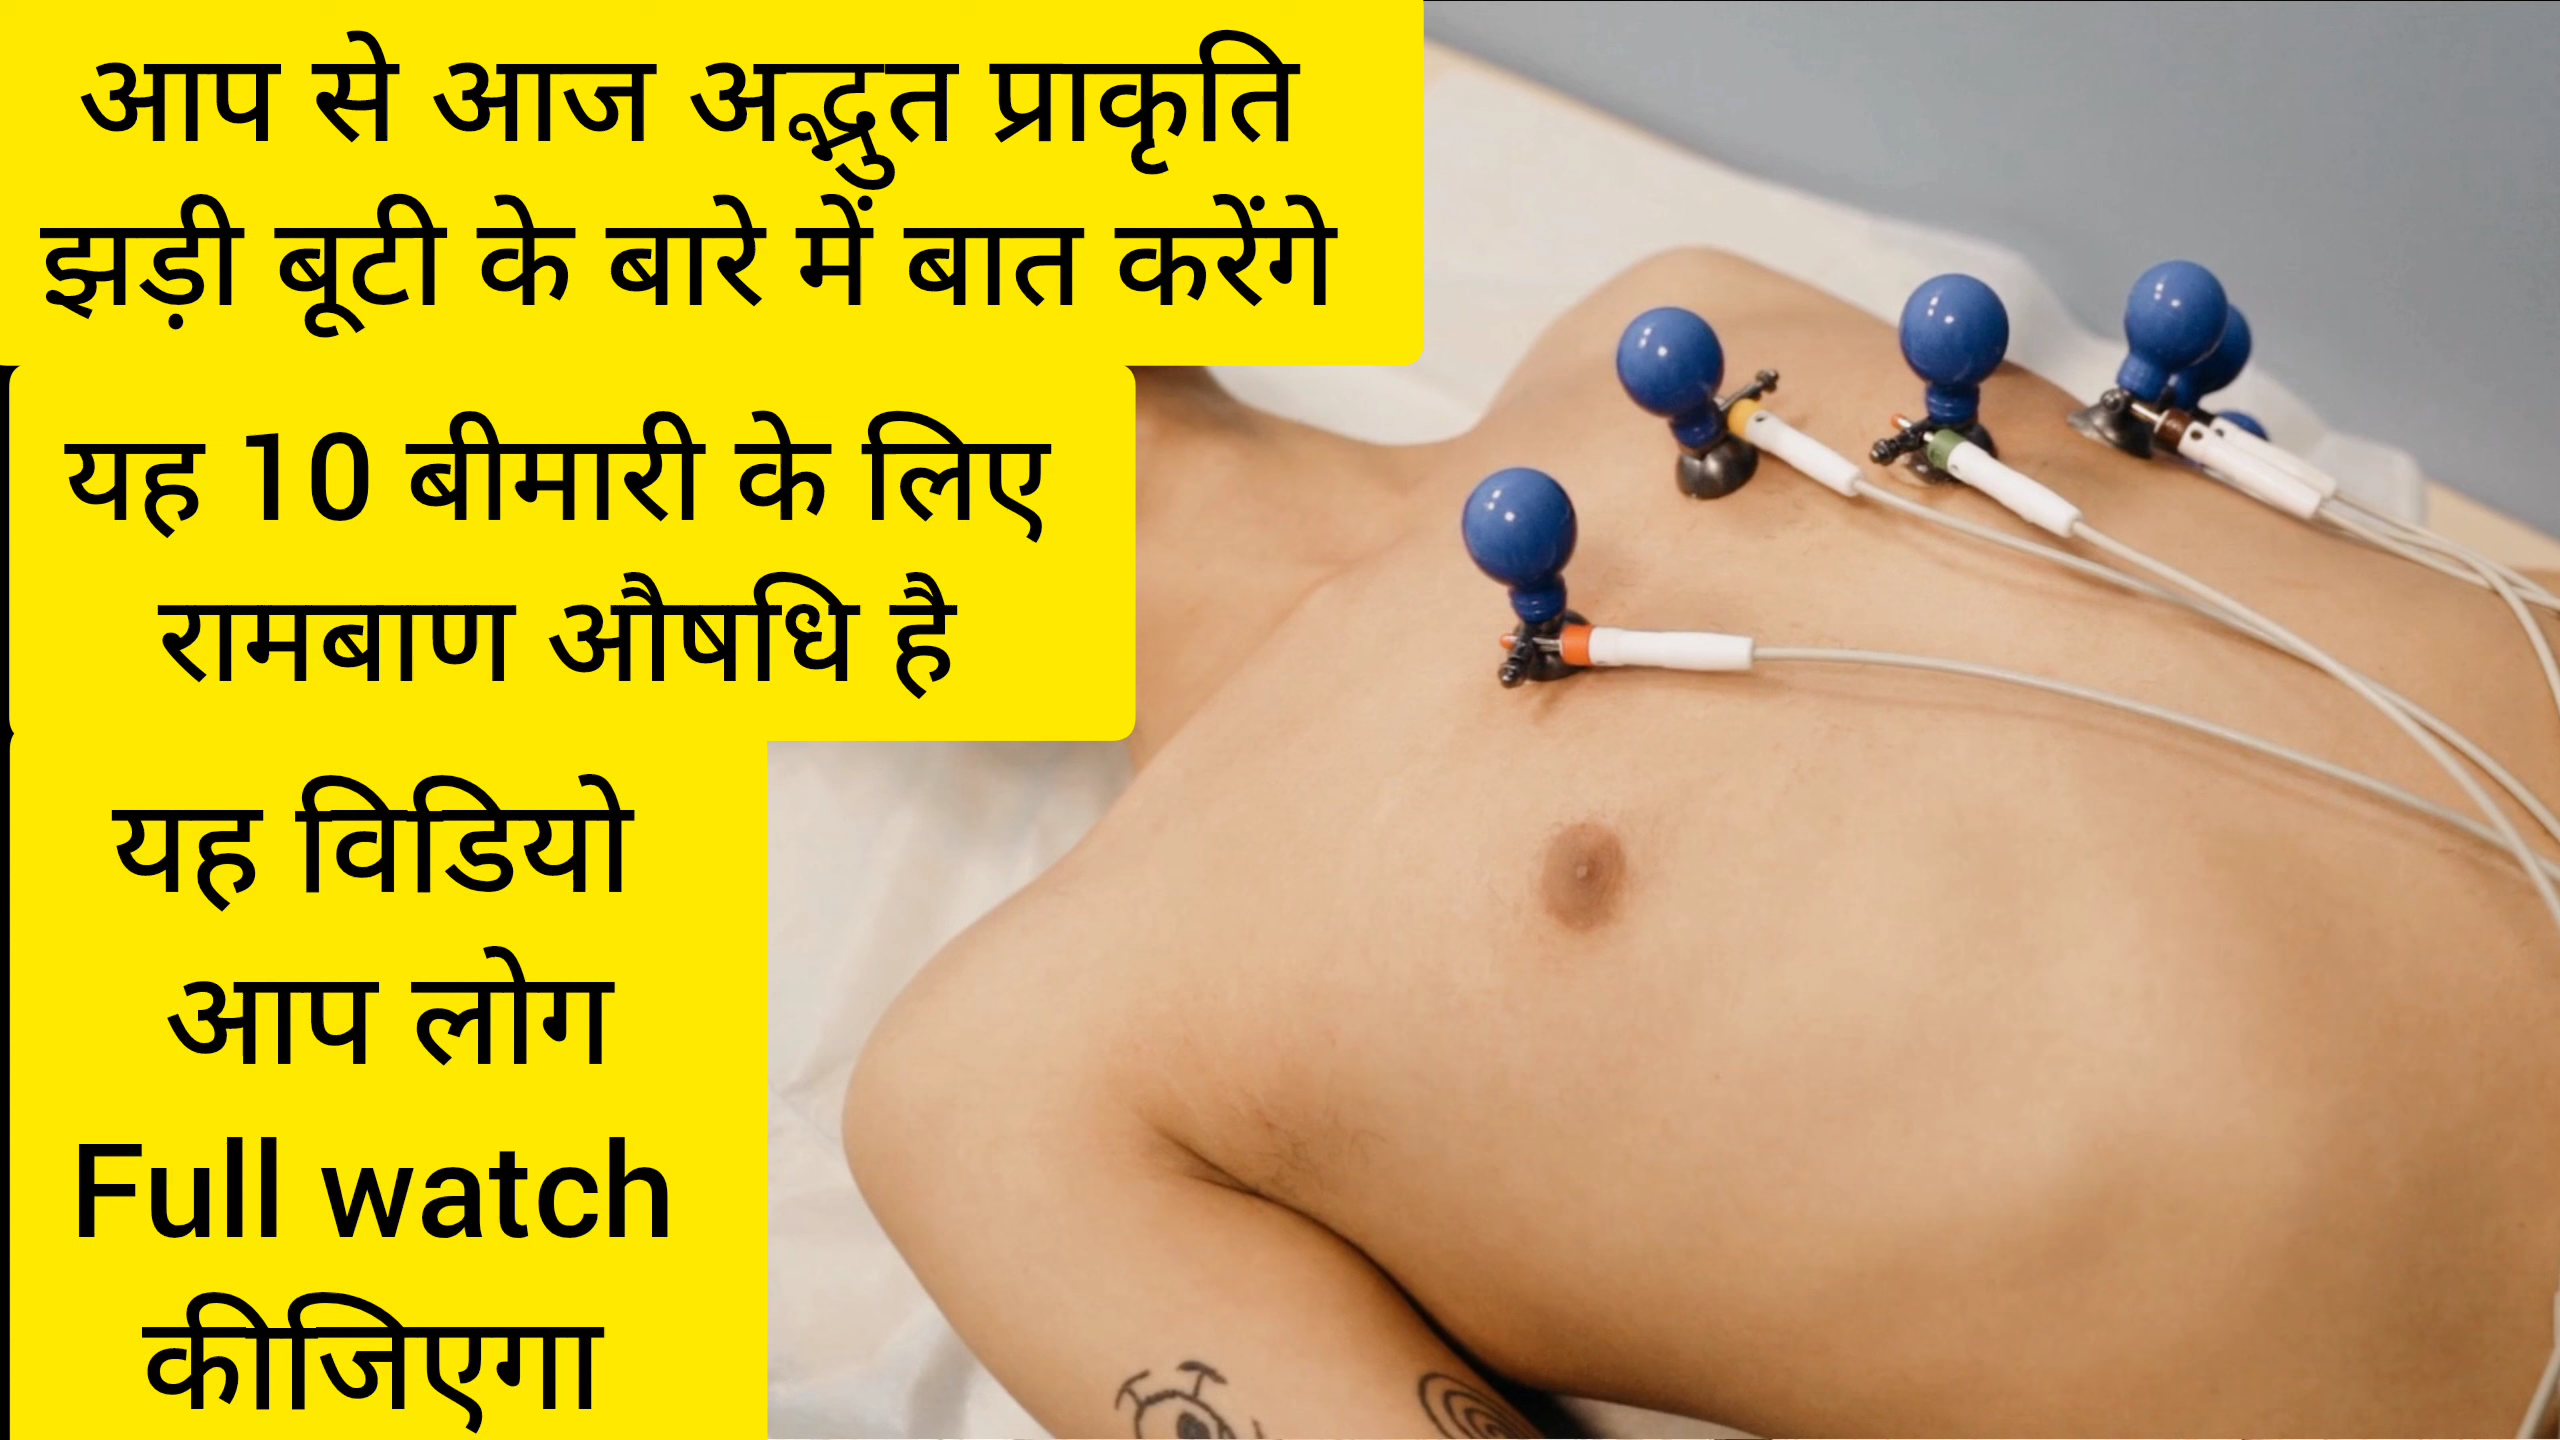 आप से आज अद्भुत प्राकृति
झड़ी बूटी के बारे में बात करेंगे
यह 10 बीमारी के लिए
रामबाण औषधि है
यह विडियो
आप लोग
Full watch
कीजिएगा